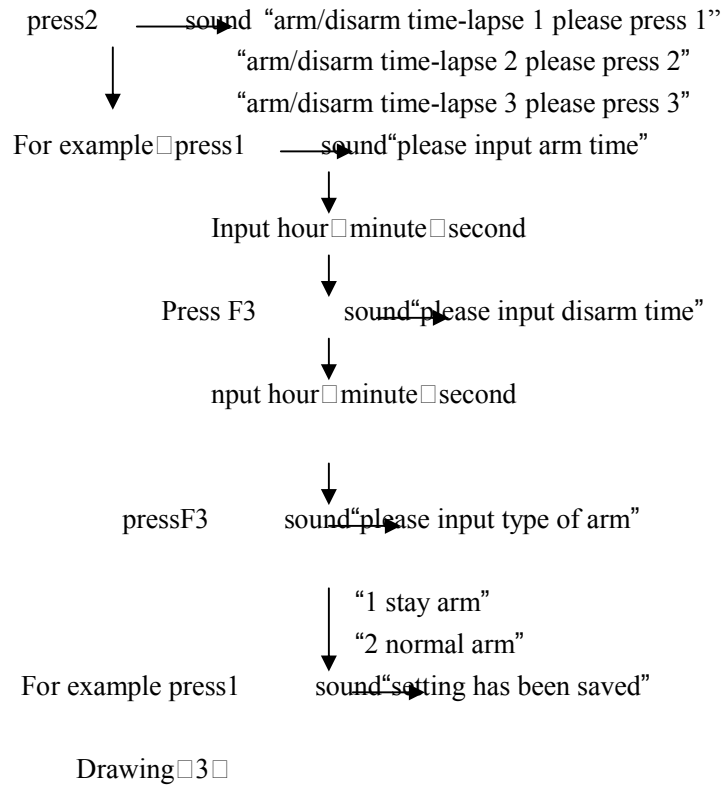 press2 sound “arm/disarm time-lapse 1 please press 1”
“arm/disarm time-lapse 2 please press 2”
“arm/disarm time-lapse 3 please press 3”
For example□press1 sound“please input arm time”
Input hour□minute□second
Press F3 sound“please input disarm time”
nput hour□minute□second
pressF3 sound“please input type of arm”
“1 stay arm”
“2 normal arm”
For example press1 sound“setting has been saved”
Drawing□3□